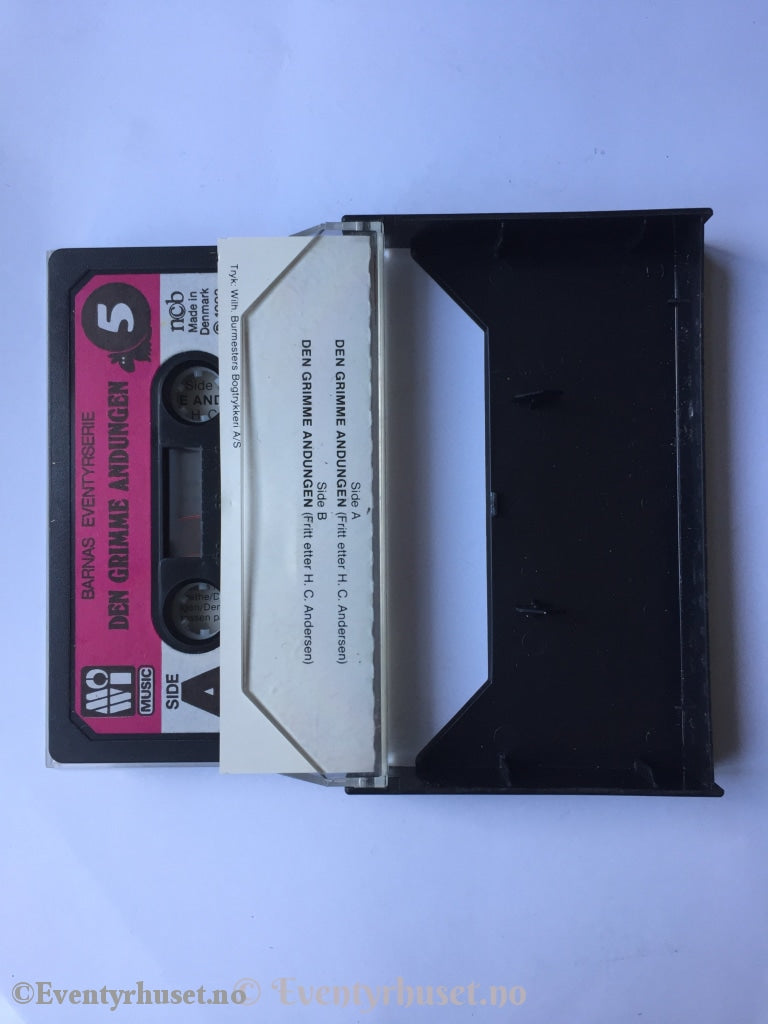 BARNAS EVENTYRSERIE
DEN GRIMME ANDUNGEN
5
ncb
Made in
Denmark
Side
E AND
H. C.
MUSIC
SIDE
A
Tryk: Wilh. Burmesters Bogtrykkeri A/S
Side A
DEN GRIMME ANDUNGEN (Fritt etter H. C. Andersen)
Side B
DEN GRIMME ANDUNGEN (Fritt etter H. C. Andersen)
©Eventyrhuset.no
© Eventyrhuset.no